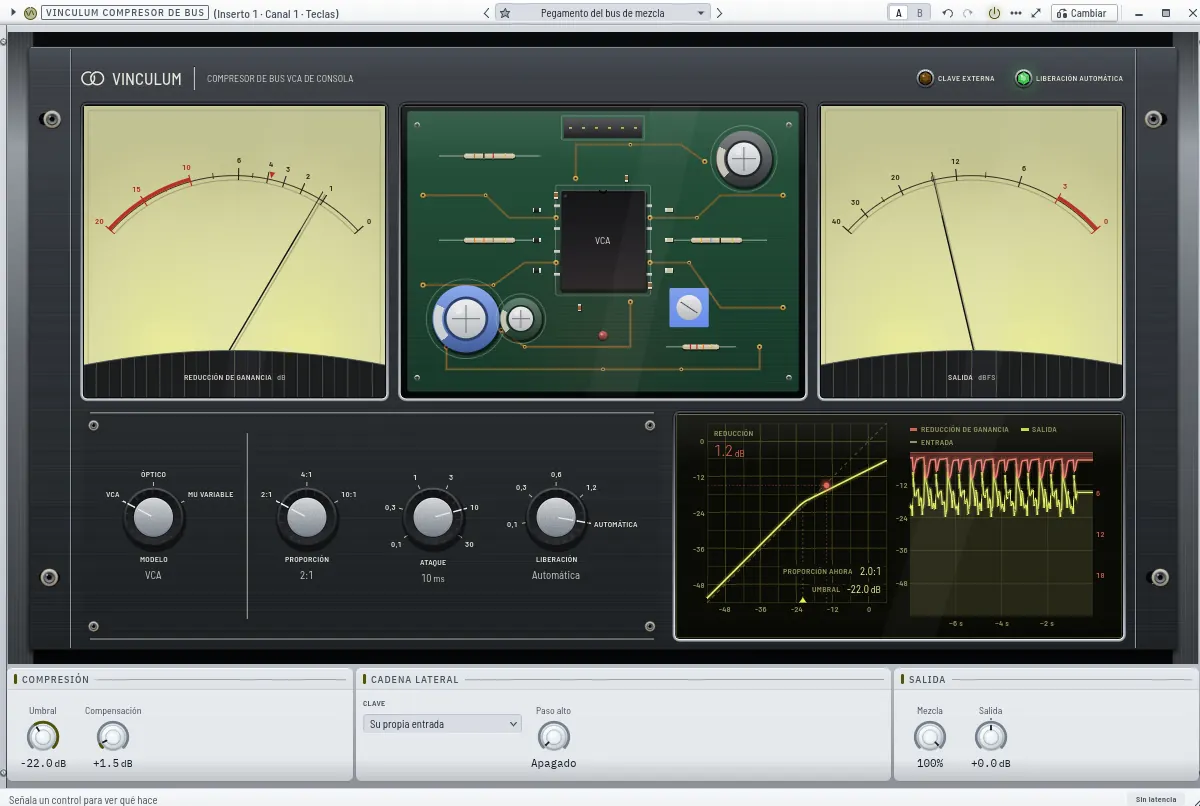 VINCULUM COMPRESOR DE BUS (Inserto 1 · Canal 1 · Teclas)
Pegamento del bus de mezcla
A B
Cambiar
VINCULUM
COMPRESOR DE BUS VCA DE CONSOLA
CLAVE EXTERNA
LIBERACIÓN AUTOMÁTICA
20 15 10 6 4 3 2 1 0
REDUCCIÓN DE GANANCIA dB
VCA
40 30 20 12 6 3 0
SALIDA dBFS
VCA ÓPTICO MU VARIABLE
MODELO
VCA
2:1 4:1 10:1
PROPORCIÓN
2:1
0,1 0,3 1 3 10 30
ATAQUE
10 ms
0,1 0,3 0,6 1,2 AUTOMÁTICA
LIBERACIÓN
Automática
REDUCCIÓN
1.2 dB
0
-12
-24
-36
-48
PROPORCIÓN AHORA 2.0:1
UMBRAL -22.0 dB
-48 -36 -24 -12 0
REDUCCIÓN DE GANANCIA SALIDA
ENTRADA
-12
-24
-36
-48
6
12
18
-6 s -4 s -2 s
COMPRESIÓN
Umbral Compensación
-22.0 dB +1.5 dB
CADENA LATERAL
CLAVE
Su propia entrada
Paso alto
Apagado
SALIDA
Mezcla Salida
100% +0.0 dB
Señala un control para ver qué hace
Sin latencia